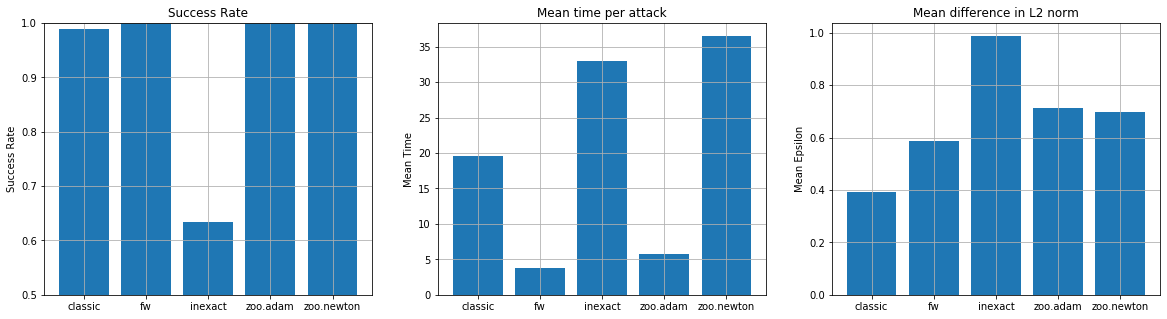 Success Rate
Success Rate
1.0
0.9
0.8
0.7
0.6
0.5
classic fw inexact zoo.adam zoo.newton
Mean time per attack
Mean Time
35
30
25
20
15
10
5
0
classic fw inexact zoo.adam zoo.newton
Mean difference in L2 norm
Mean Epsilon
1.0
0.8
0.6
0.4
0.2
0.0
classic fw inexact zoo.adam zoo.newton